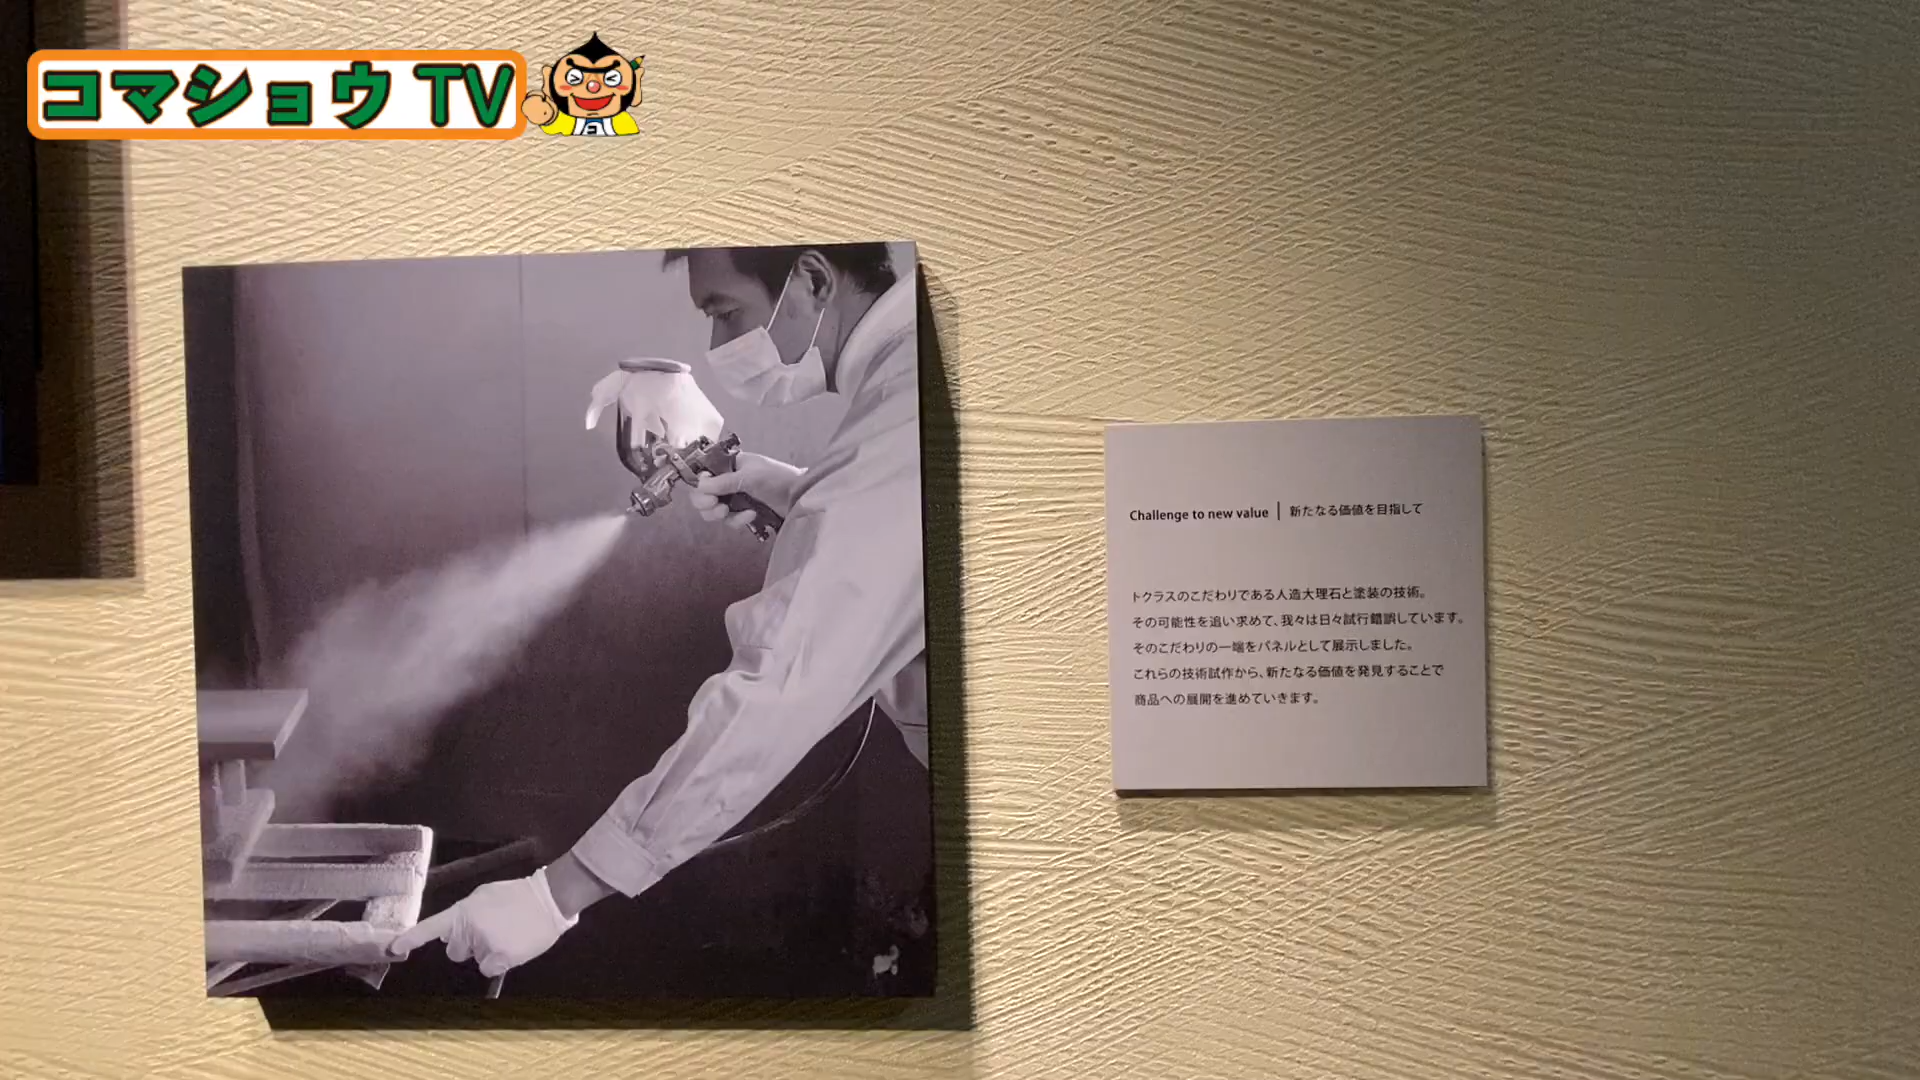 コマショウ TV
コ
Challenge to new value | 新たなる価値を目指して
トクラスのこだわりである人造大理石と塗装の技術。
その可能性を追い求めて、我々は日々試行錯誤しています。
そのこだわりの一端をパネルとして展示しました。
これらの技術試作から、新たなる価値を発見することで
商品への展開を進めていきます。